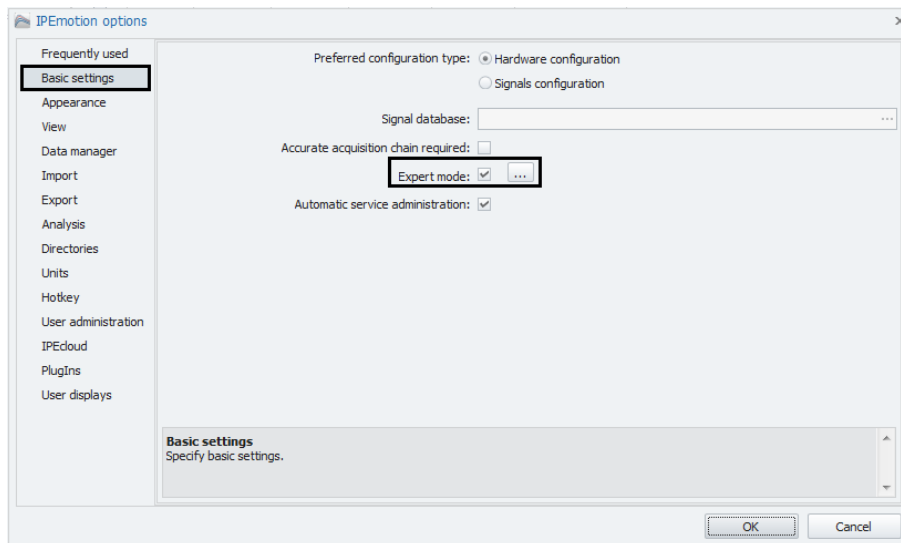 IPEmotion options
Frequently used
Basic settings
Appearance
View
Data manager
Import
Export
Analysis
Directories
Units
Hotkey
User administration
IPEcloud
PlugIns
User displays
Preferred configuration type: Hardware configuration
Signals configuration
Signal database: ...
Accurate acquisition chain required:
Expert mode: ...
Automatic service administration:
Basic settings
Specify basic settings.
OK Cancel